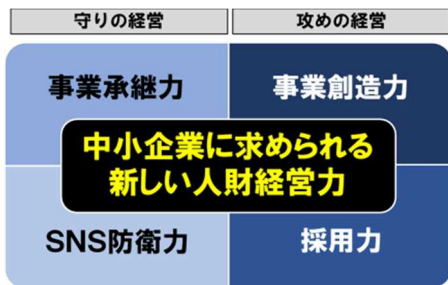 守りの経営
攻めの経営
事業承継力
事業創造力
中小企業に求められる
新しい人財経営力
SNS防衛力
採用力